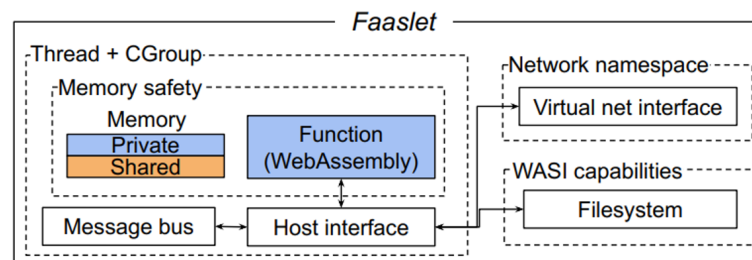 Faaslet
Thread + CGroup
Memory safety
Memory
Private
Shared
Function
(WebAssembly)
Message bus
Host interface
Network namespace
Virtual net interface
WASI capabilities
Filesystem